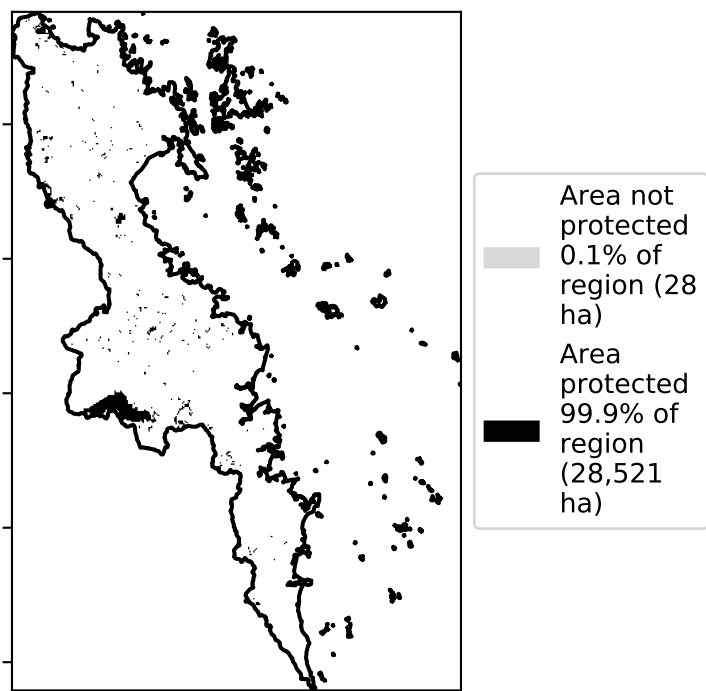 Area not
protected
0.1% of
region (28
ha)
Area
protected
99.9% of
region
(28,521
ha)